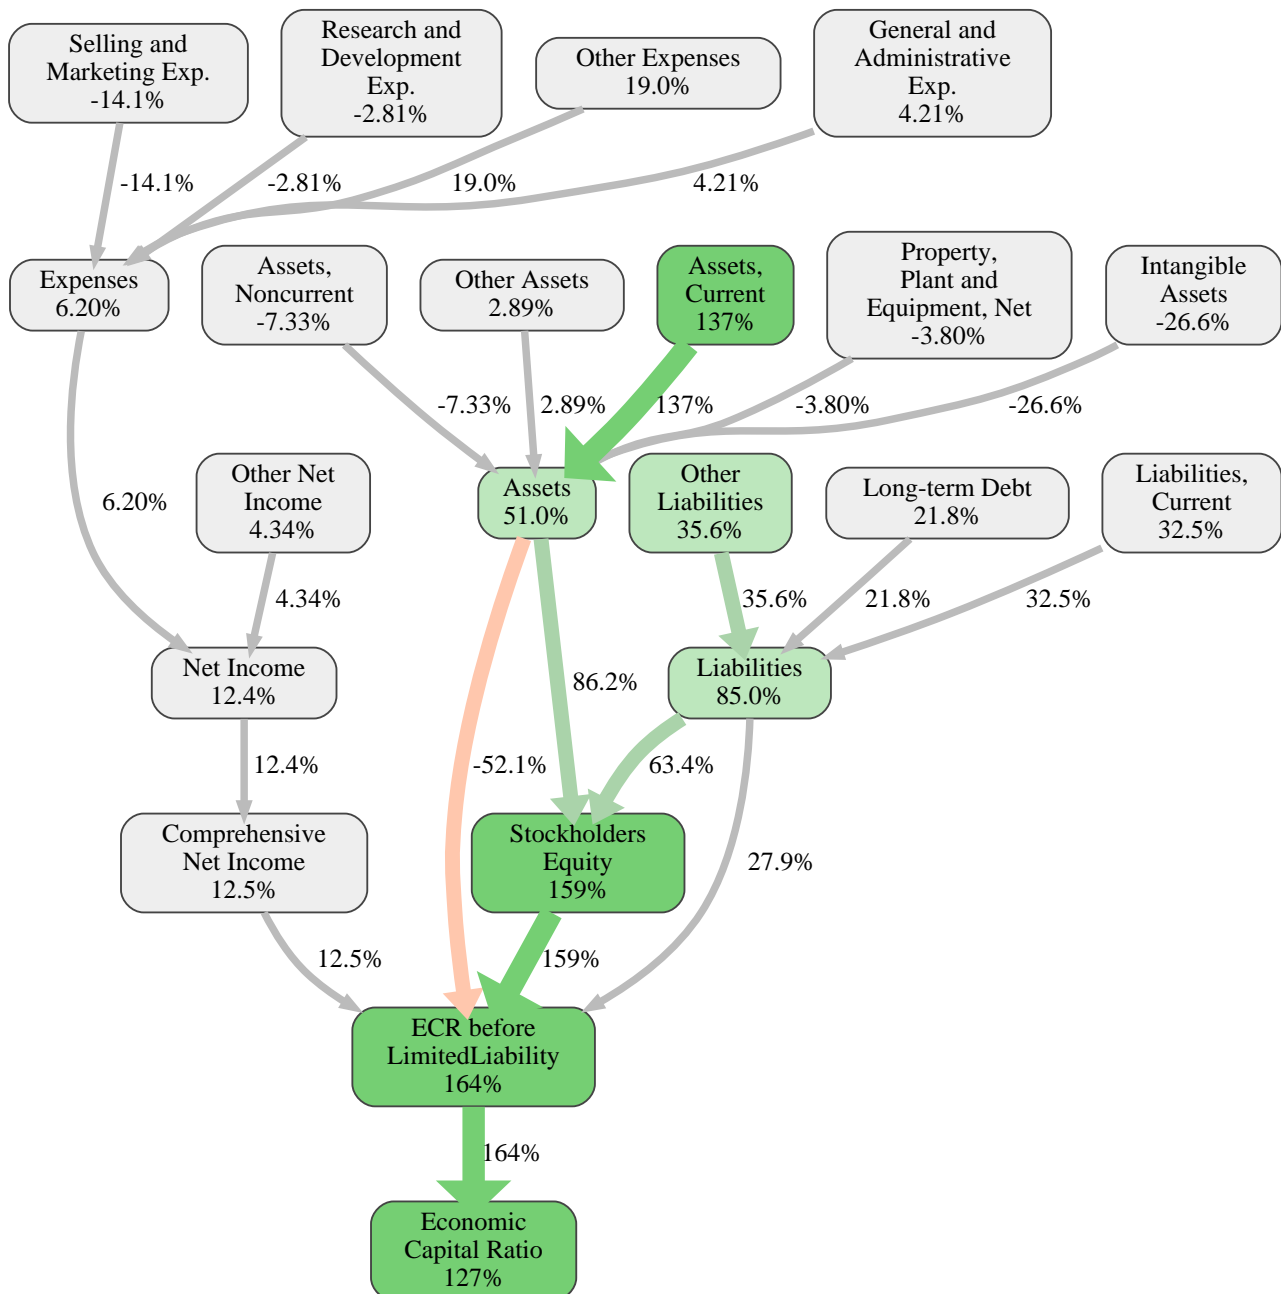 Selling and
Marketing Exp.
-14.1%
Research and
Development
Exp.
-2.81%
Other Expenses
19.0%
General and
Administrative
Exp.
4.21%
-14.1%
-2.81%
19.0%
4.21%
Expenses
6.20%
Assets,
Noncurrent
-7.33%
Other Assets
2.89%
Assets,
Current
137%
Property,
Plant and
Equipment, Net
-3.80%
Intangible
Assets
-26.6%
-7.33%
2.89%
137%
-3.80%
-26.6%
6.20%
Other Net
Income
4.34%
Assets
51.0%
Other
Liabilities
35.6%
Long-term Debt
21.8%
Liabilities,
Current
32.5%
4.34%
35.6%
21.8%
32.5%
Net Income
12.4%
86.2%
Liabilities
85.0%
12.4%
-52.1%
63.4%
Comprehensive
Net Income
12.5%
Stockholders
Equity
159%
27.9%
12.5%
159%
ECR before
LimitedLiability
164%
164%
Economic
Capital Ratio
127%